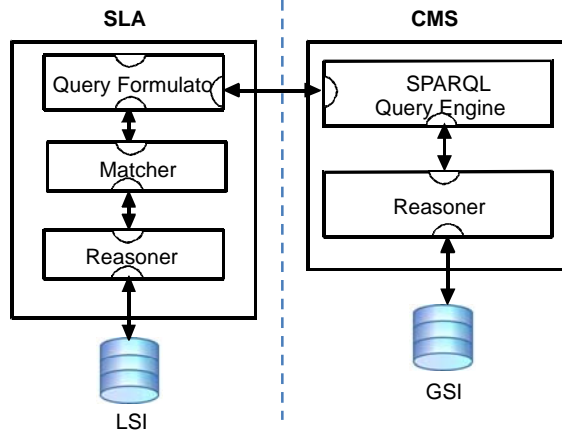 SLA
CMS
Query Formulato
Matcher
Reasoner
LSI
SPARQL
Query Engine
Reasoner
GSI